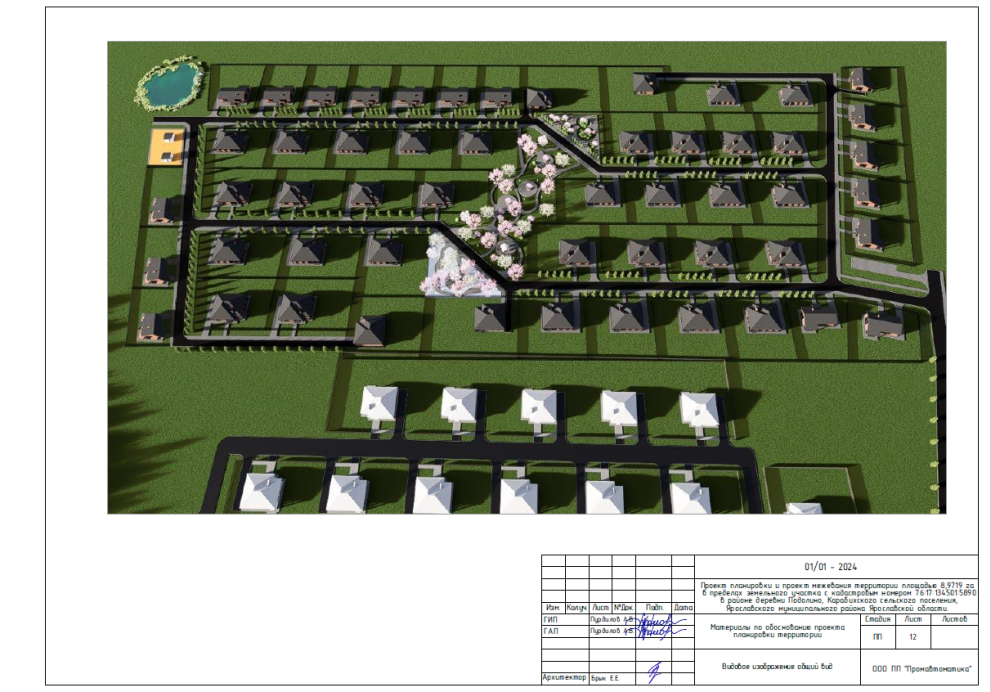 01/01 - 2024
Проект планировки и проект межевания территории площадью 8,9719 га
в пределах земельного участка с кадастровым номером 76:17:134501:5890
в районе деревни Подолино, Карабихского сельского поселения,
Ярославского муниципального района Ярославской области.
Изм. Колуч Лист №Док. Подп. Дата
ГИП Пурдилов А.В.
ГАП Пурдилов А.В.
Материалы по обоснованию проекта
планировки территории
Стадия Лист Листов
ПП 12
Архитектор Брык Е.Е.
Видовое изображение общий вид
ООО ПП "Промавтоматика"